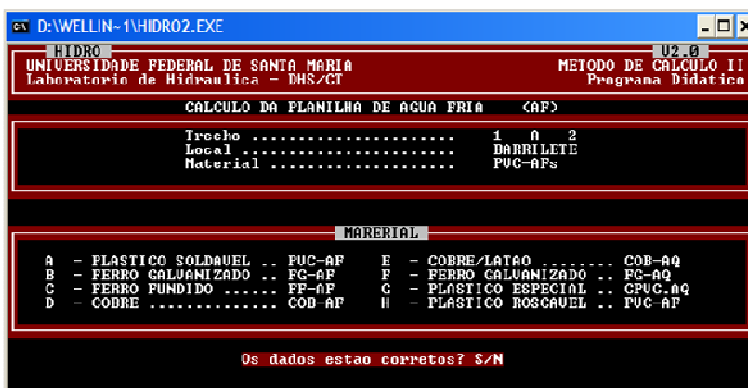 D:\WELLIN~1\HIDRO2.EXE
HIDRO V2.0
UNIVERSIDADE FEDERAL DE SANTA MARIA METODO DE CALCULO II
Laboratorio de Hidraulica - DHS/CT Programa Didatico
CALCULO DA PLANILHA DE AGUA FRIA (AF)
Trecho ....................... 1 A 2
Local ........................ BARRILETE
Material ..................... PVC-AFs
MARERIAL
A - PLASTICO SOLDAVEL .. PVC-AF E - COBRE/LATAO ........ COB-AQ
B - FERRO GALVANIZADO .. FG-AF F - FERRO GALVANIZADO .. FG-AQ
C - FERRO FUNDIDO ...... FF-AF G - PLASTICO ESPECIAL .. CPVC.AQ
D - COBRE .............. COB-AF H - PLASTICO ROSCAVEL .. PVC-AF
Os dados estao corretos? S/N